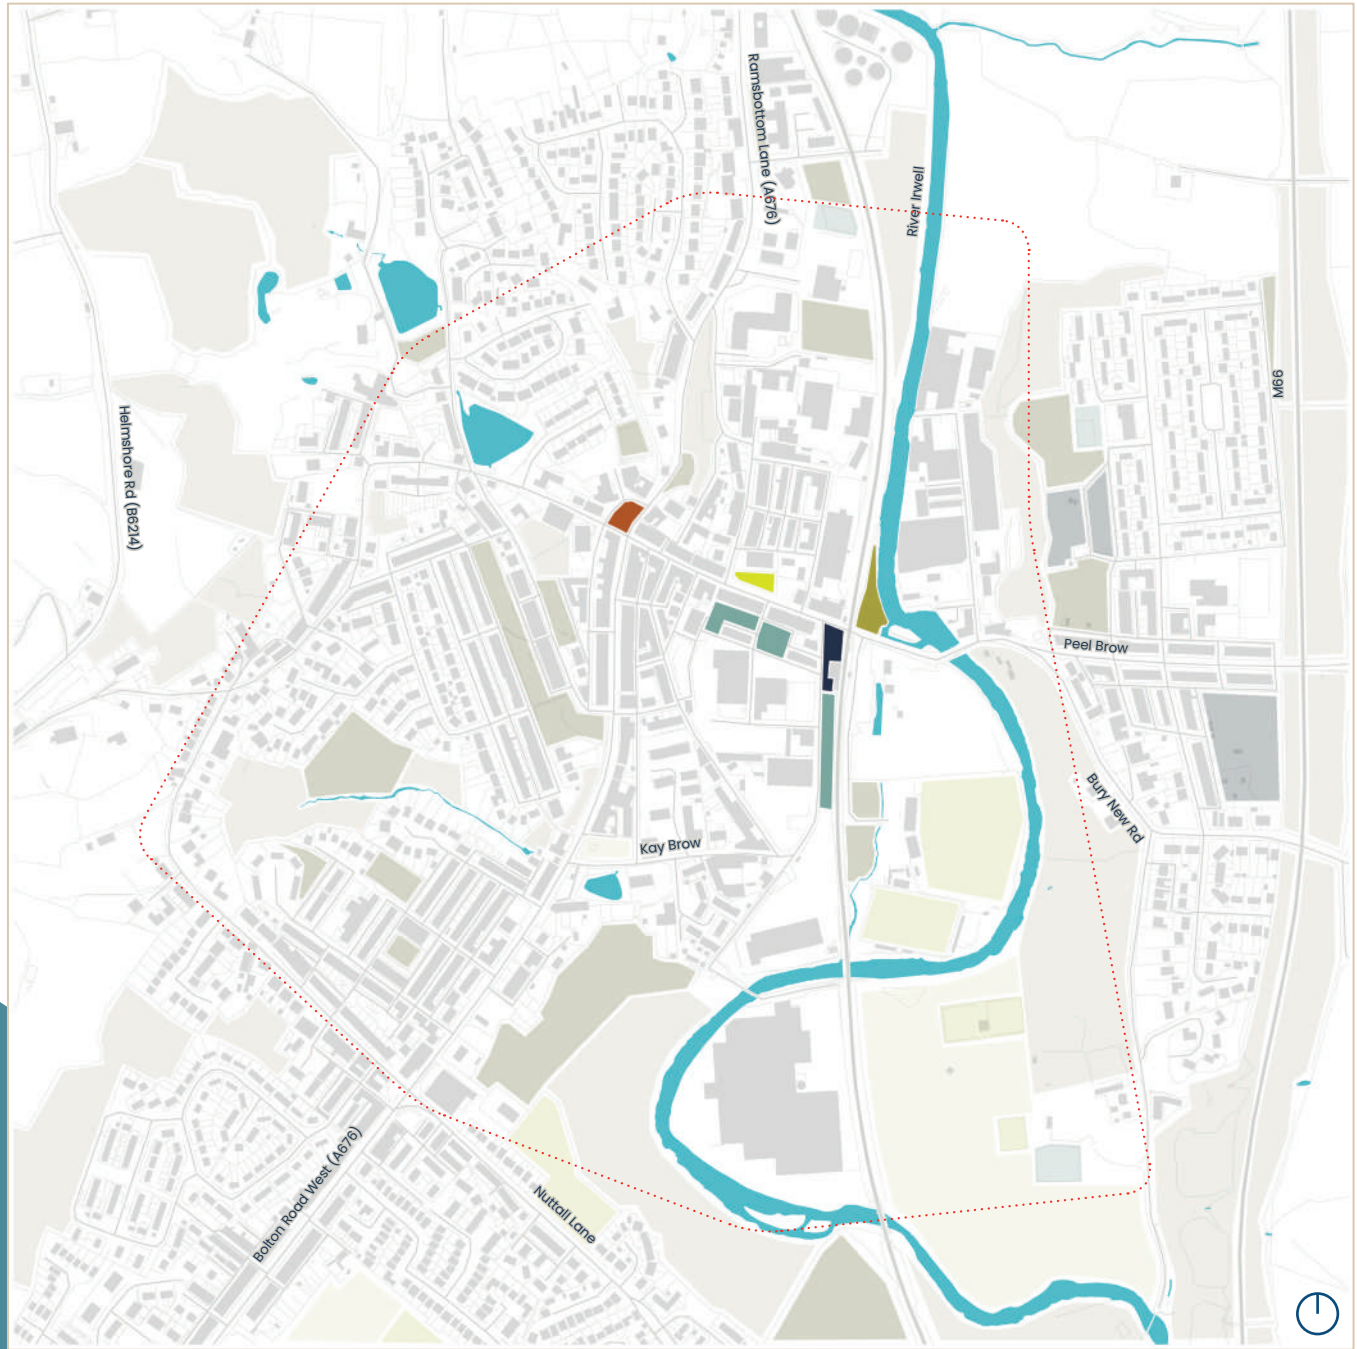 Ramsbottom Lane (A676)
River Irwell
M66
Helmshore Rd (B6214)
Peel Brow
Bury New Rd
Kay Brow
Bolton Road West (A676)
Nuttall Lane